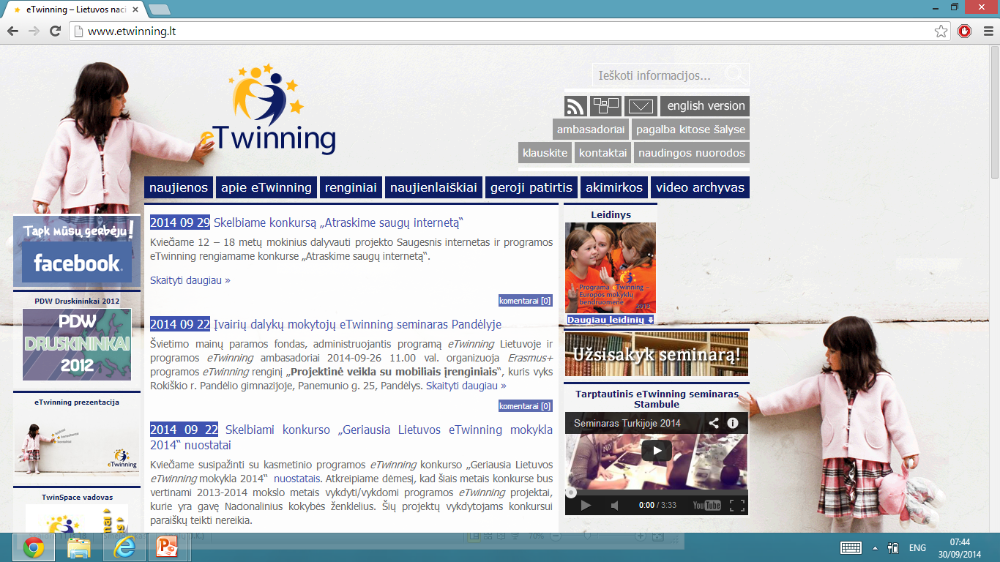 eTwinning – Lietuvos naci
www.etwinning.lt
eTwinning
Ieškoti informacijos...
english version
ambasadoriai
pagalba kitose šalyse
klauskite
kontaktai
naudingos nuorodos
naujienos
apie eTwinning
renginiai
naujienlaiškiai
geroji patirtis
akimirkos
video archyvas
Tapk mūsų gerbėju!
facebook.
PDW Druskininkai 2012
PDW
DRUSKININKAI
2012
eTwinning prezentacija
eTwinning
TwinSpace vadovas
2014 09 29 Skelbiame konkursą „Atraskime saugų internetą“
Kviečiame 12 – 18 metų mokinius dalyvauti projekto Saugesnis internetas ir programos
eTwinning rengiamame konkurse „Atraskime saugų internetą“.
Skaityti daugiau »
komentarai [0]
2014 09 22 Įvairių dalykų mokytojų eTwinning seminaras Pandėlyje
Švietimo mainų paramos fondas, administruojantis programą eTwinning Lietuvoje ir
programos eTwinning ambasadoriai 2014-09-26 11.00 val. organizuoja Erasmus+
programos eTwinning renginį „Projektinė veikla su mobiliais įrenginiais“, kuris vyks
Rokiškio r. Pandėlio gimnazijoje, Panemunio g. 25, Pandėlys. Skaityti daugiau »
komentarai [0]
2014 09 22 Skelbiami konkurso „Geriausia Lietuvos eTwinning mokykla
2014“ nuostatai
Kviečiame susipažinti su kasmetinio programos eTwinning konkurso „Geriausia Lietuvos
eTwinning mokykla 2014“ nuostatais. Atkreipiame dėmesį, kad šiais metais konkurse bus
vertinami 2013-2014 mokslo metais vykdyti/vykdomi programos eTwinning projektai,
kurie yra gavę Nacionalinius kokybės ženklelius. Šių projektų vykdytojams konkursui
paraiškų teikti nereikia.
Leidinys
Programa eTwinning –
Europos mokyklų
bendruomenė
2013
Daugiau leidinių
Užsisakyk seminarą!
Tarptautinis eTwinning seminaras
Stambule
Seminaras Turkijoje 2014
0:00 / 3:33
YouTube
70%
ENG
07:44
30/09/2014